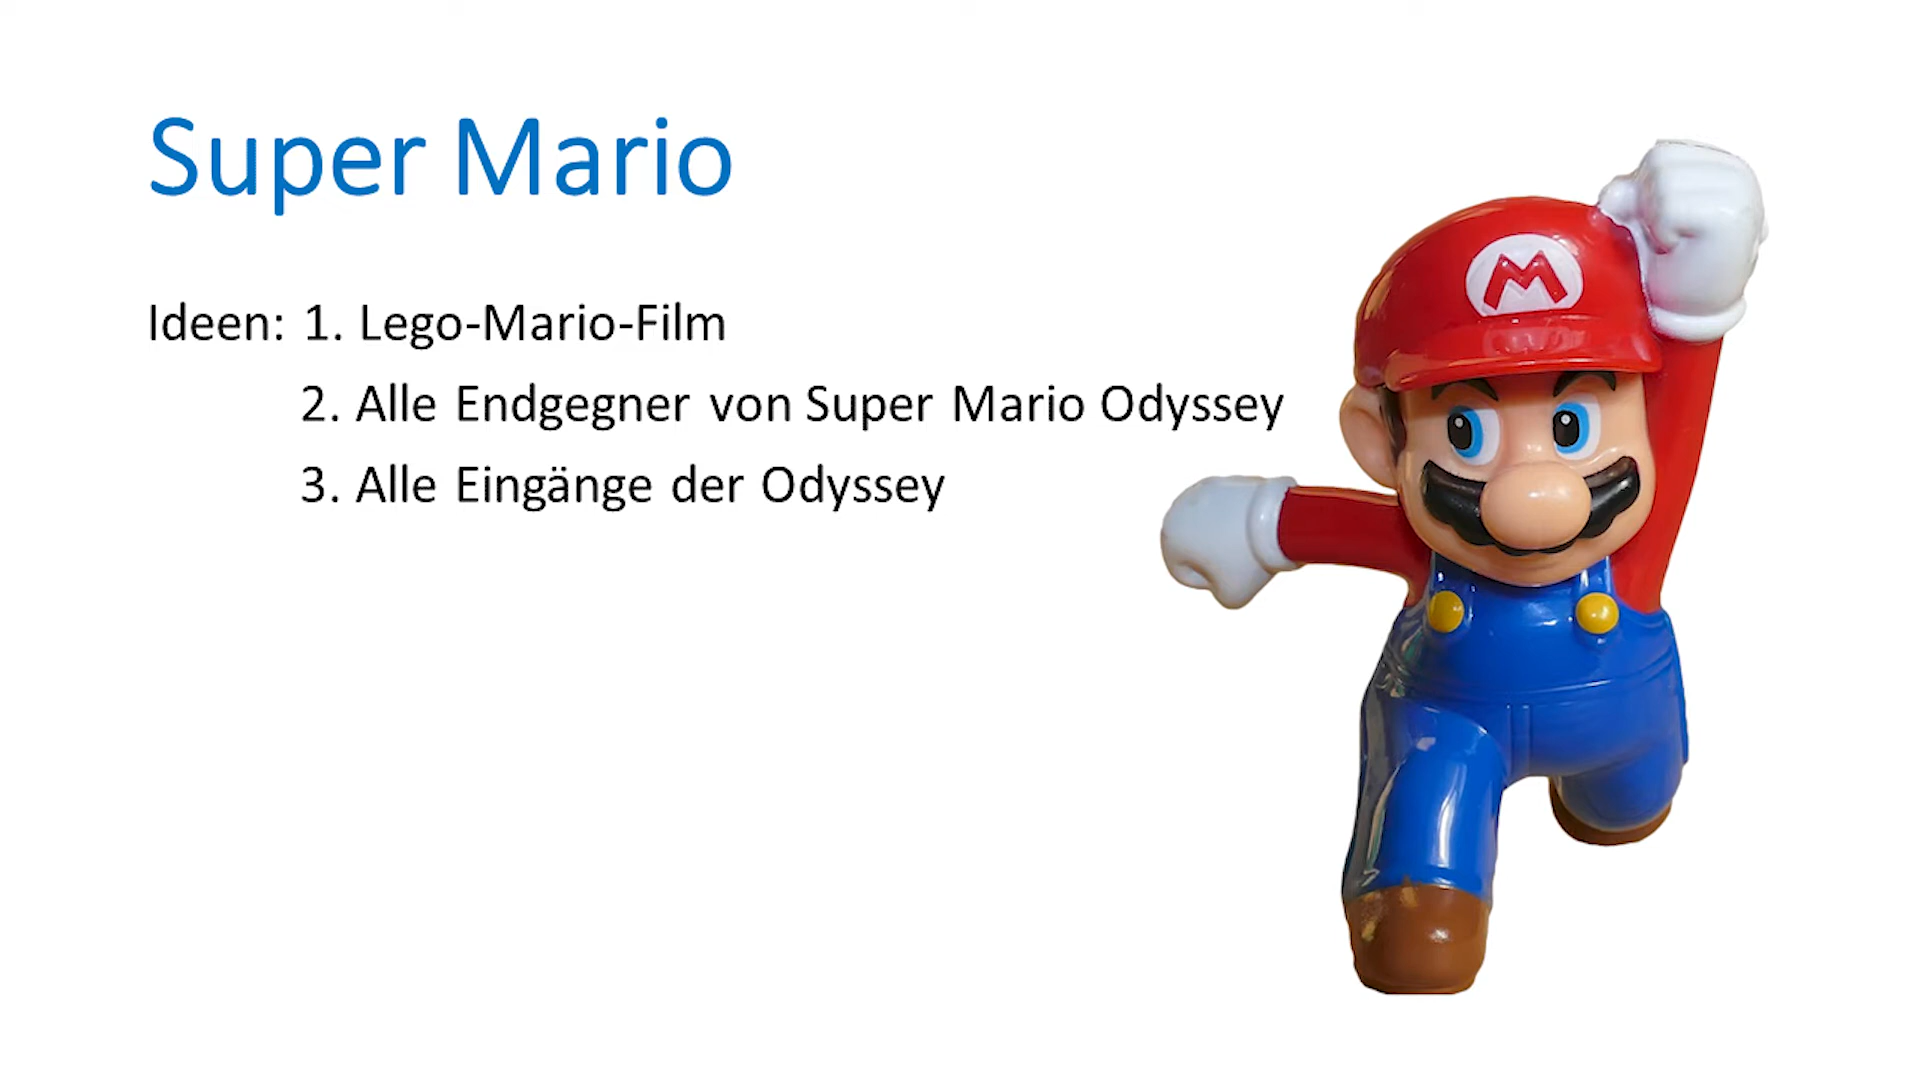 Super Mario
Ideen: 1. Lego-Mario-Film
2. Alle Endgegner von Super Mario Odyssey
3. Alle Eingänge der Odyssey
M